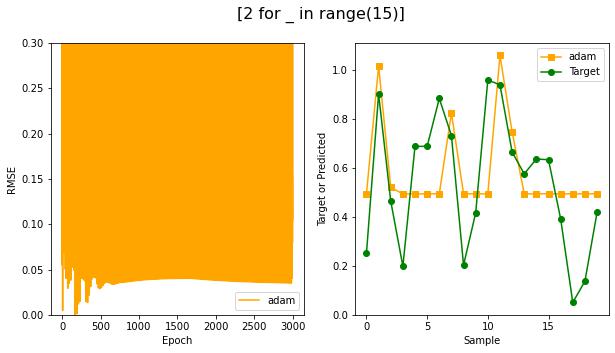 [2 for _ in range(15)]
0.30
0.25
0.20
0.15
0.10
0.05
0.00
RMSE
0 500 1000 1500 2000 2500 3000
Epoch
adam
1.0
0.8
0.6
0.4
0.2
0.0
Target or Predicted
0 5 10 15
Sample
adam
Target